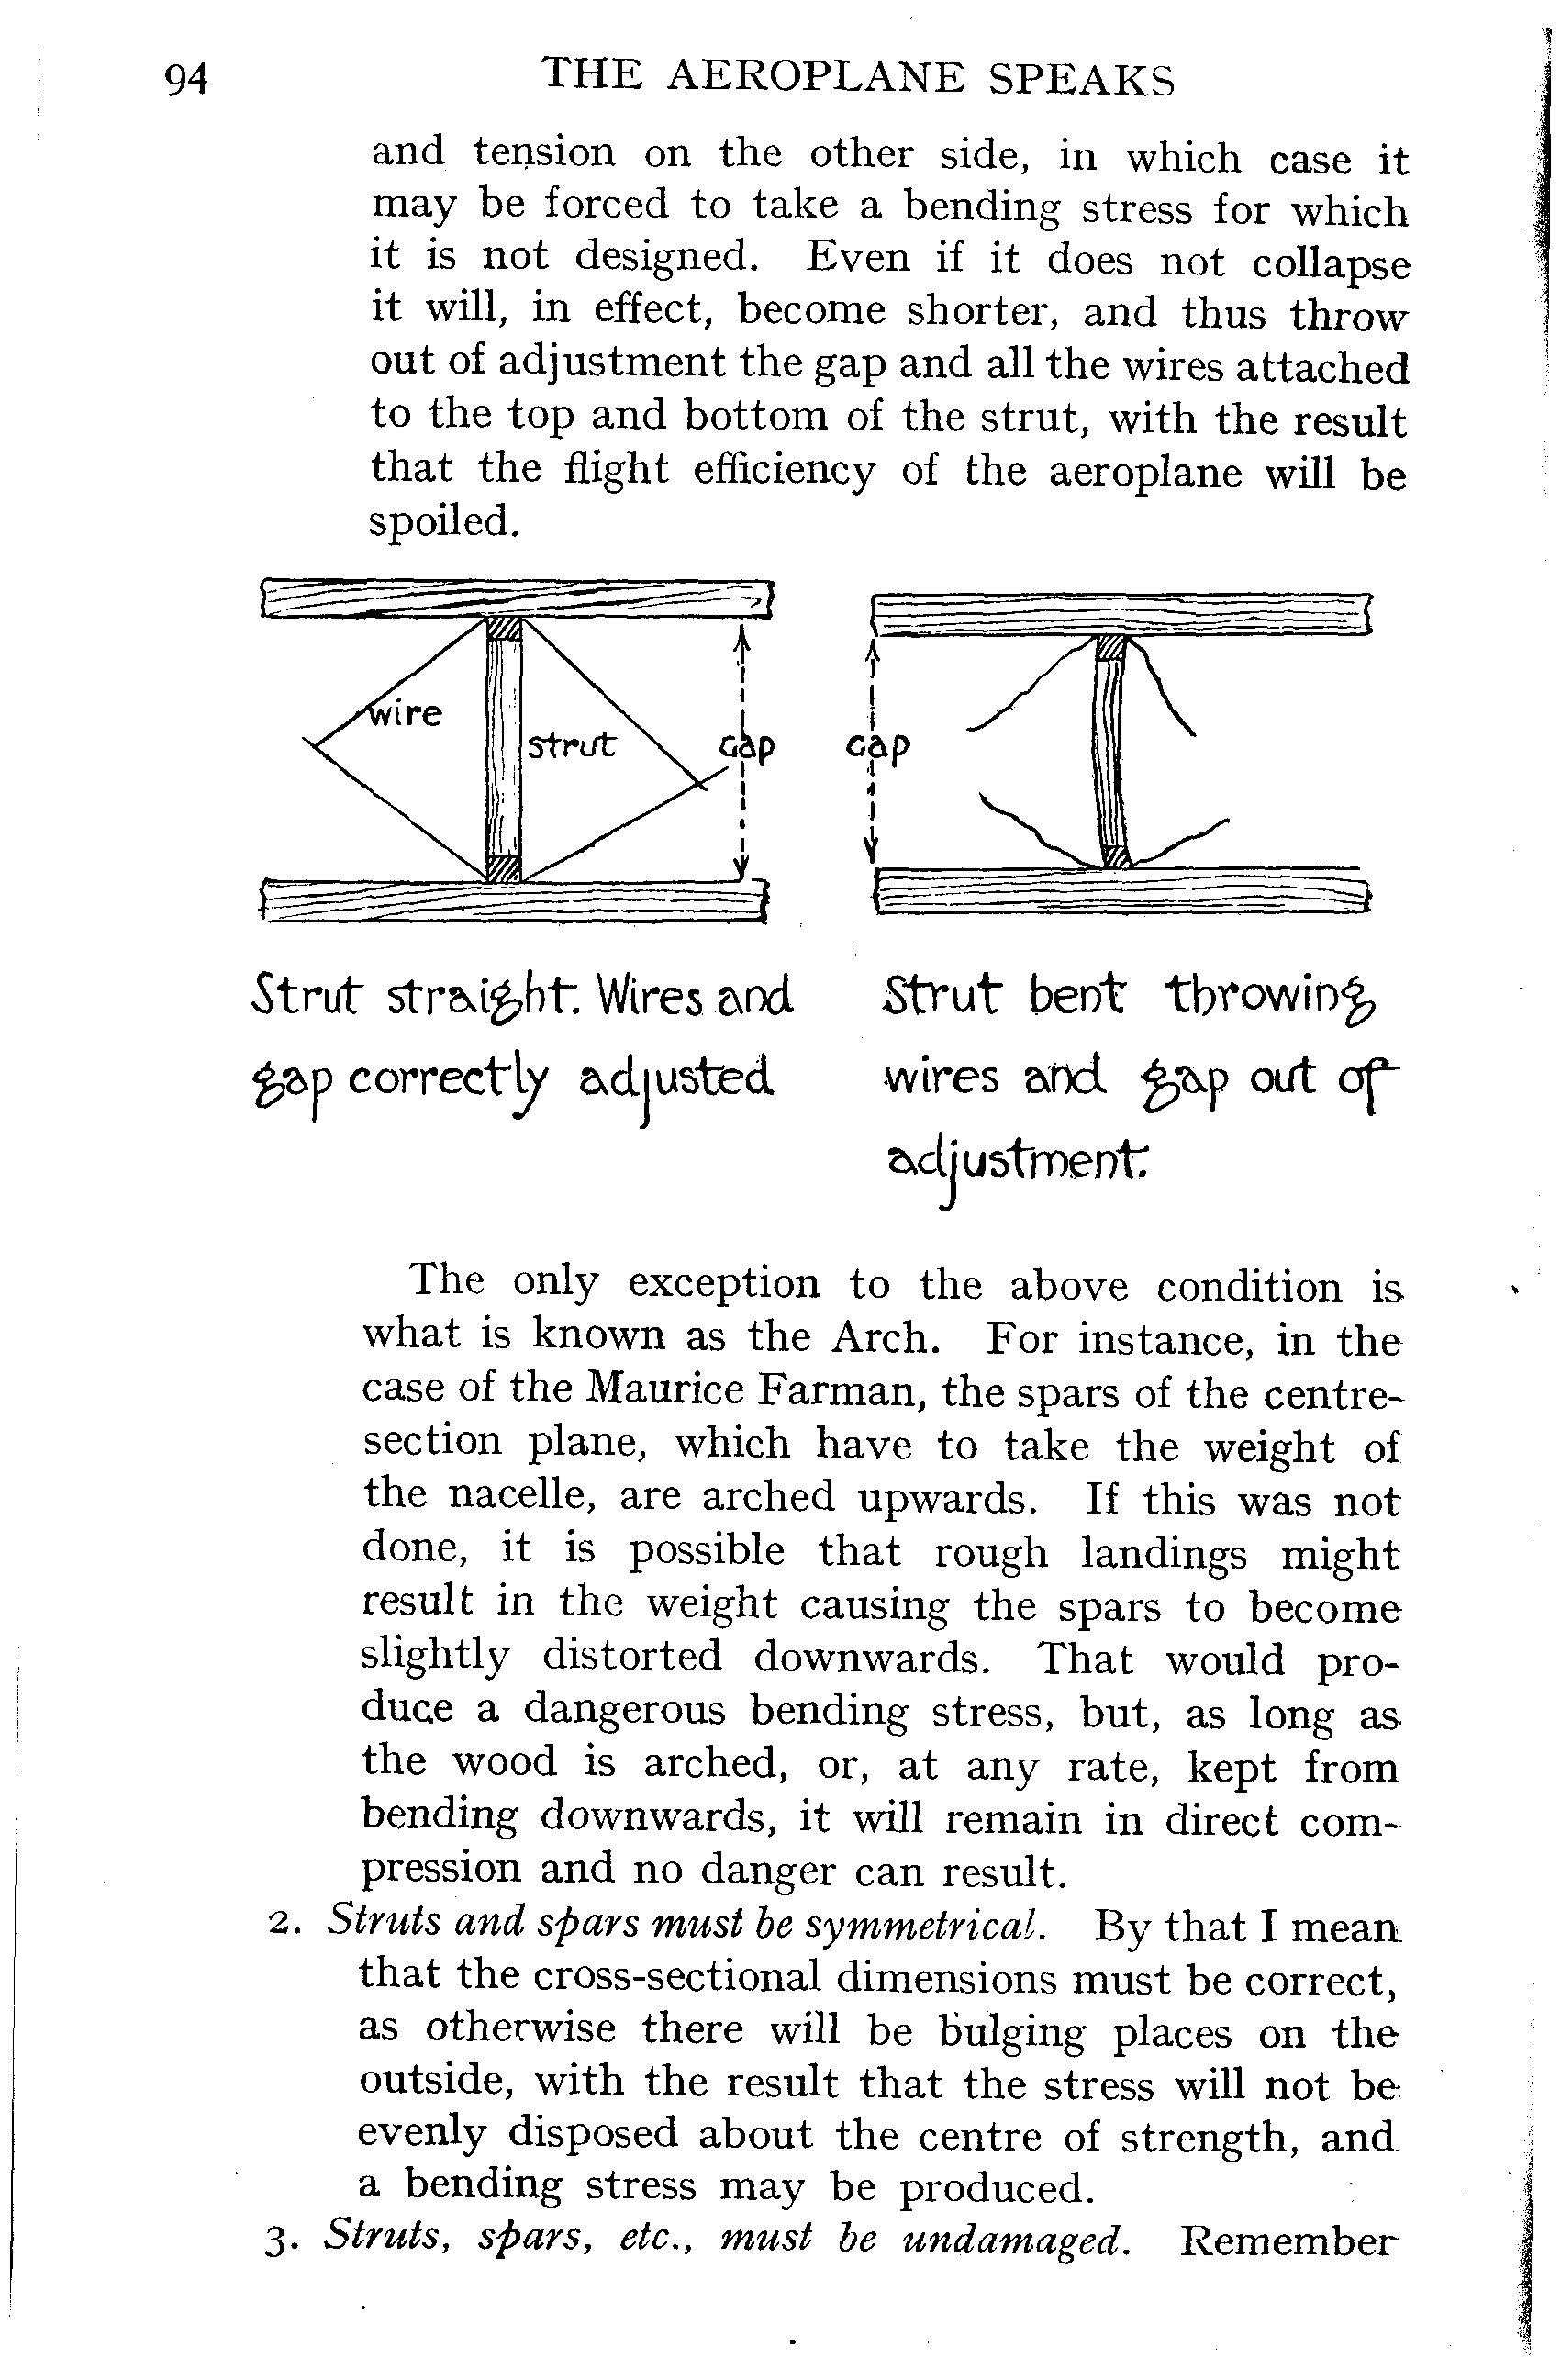 94
THE AEROPLANE SPEAKS
and tension on the other side, in which case it
may be forced to take a bending stress for which
it is not designed. Even if it does not collapse
it will, in effect, become shorter, and thus throw
out of adjustment the gap and all the wires attached
to the top and bottom of the strut, with the result
that the flight efficiency of the aeroplane will be
spoiled.
wire
strut
Gap
Gap
Strut straight. Wires and
gap correctly adjusted
Strut bent throwing
wires and gap out of
adjustment.
The only exception to the above condition is
what is known as the Arch. For instance, in the
case of the Maurice Farman, the spars of the centre-
section plane, which have to take the weight of
the nacelle, are arched upwards. If this was not
done, it is possible that rough landings might
result in the weight causing the spars to become
slightly distorted downwards. That would pro-
duce a dangerous bending stress, but, as long as
the wood is arched, or, at any rate, kept from
bending downwards, it will remain in direct com-
pression and no danger can result.
2. Struts and spars must be symmetrical. By that I mean
that the cross-sectional dimensions must be correct,
as otherwise there will be bulging places on the
outside, with the result that the stress will not be
evenly disposed about the centre of strength, and
a bending stress may be produced.
3. Struts, spars, etc., must be undamaged. Remember